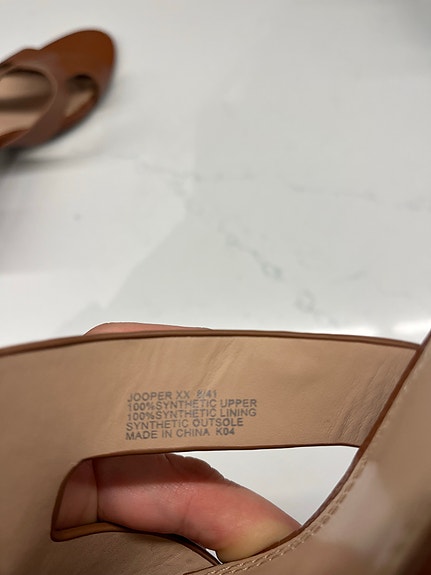 JOOPER XX 8/41
100%SYNTHETIC UPPER
100%SYNTHETIC LINING
SYNTHETIC OUTSOLE
MADE IN CHINA K04